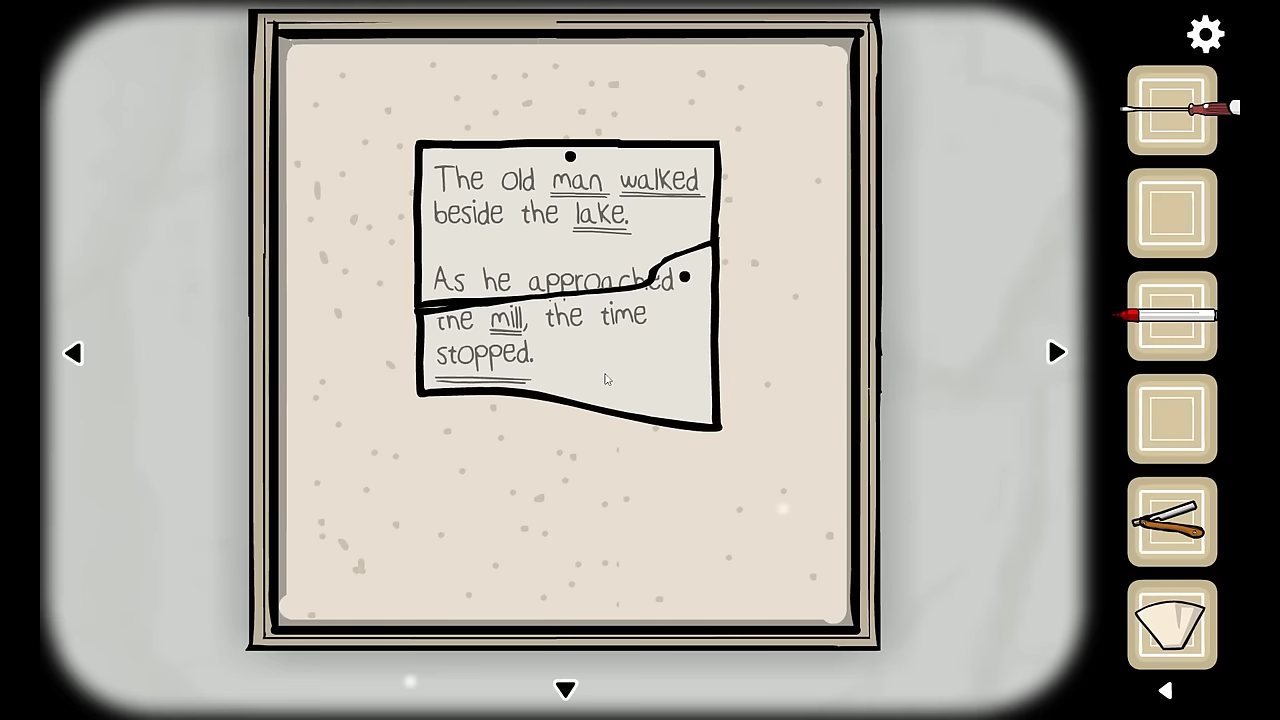 The old man walked
beside the lake.
As he approached
the mill, the time
stopped.